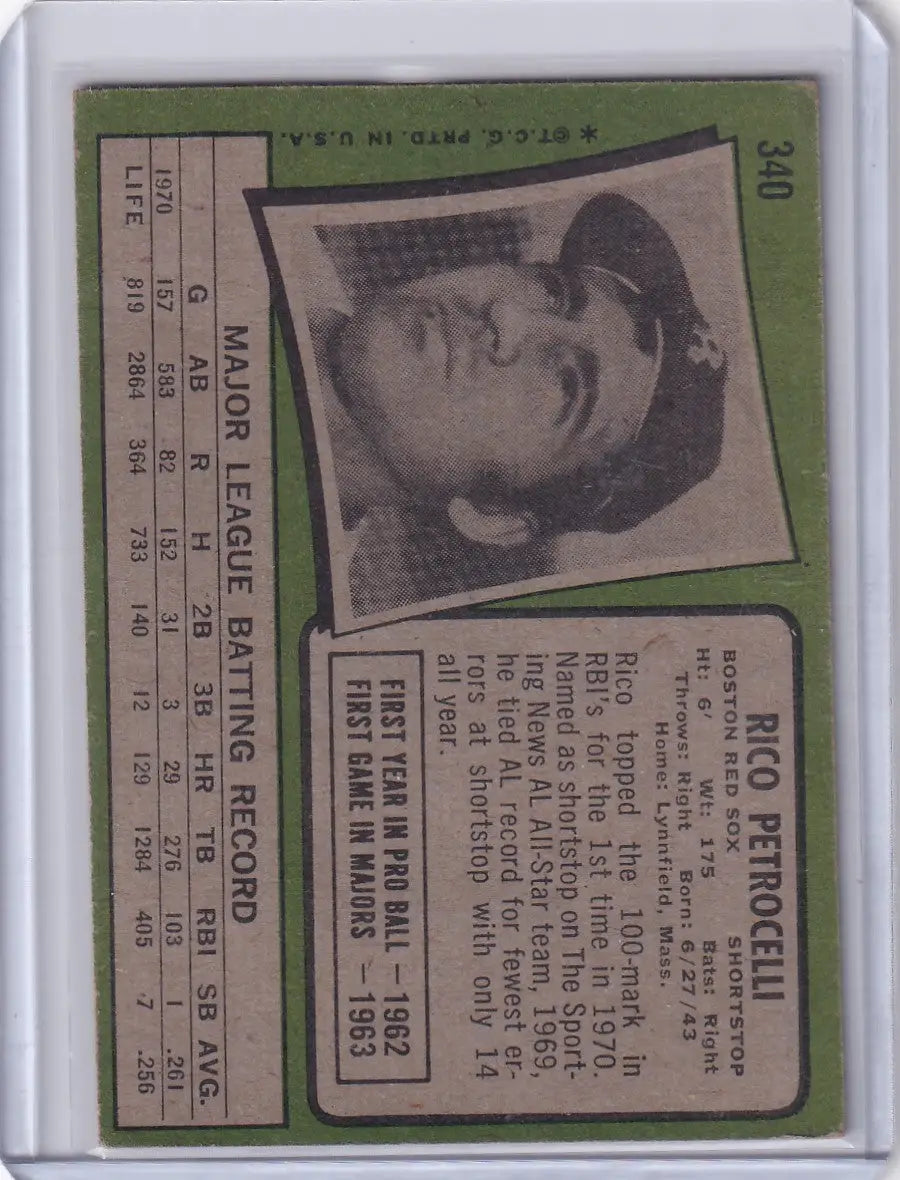 340
RICO PETROCELLI
BOSTON RED SOX SHORTSTOP
Ht: 6' Wt: 175 Bats: Right
Throws: Right Born: 6/27/43
Home: Lynnfield, Mass.
Rico topped the 100-mark in
RBI's for the 1st time in 1970.
Named as shortstop on The Sport-
ing News AL All-Star team, 1969,
he tied AL record for fewest er-
rors at shortstop with only 14
all year.
FIRST YEAR IN PRO BALL — 1962
FIRST GAME IN MAJORS — 1963
* ©T.C.G. PRTD. IN U.S.A.
MAJOR LEAGUE BATTING RECORD
G AB R H 2B 3B HR TB RBI SB AVG.
1970 157 583 82 152 31 3 29 276 103 1 .261
LIFE 819 2864 364 733 140 12 129 1284 405 7 .256